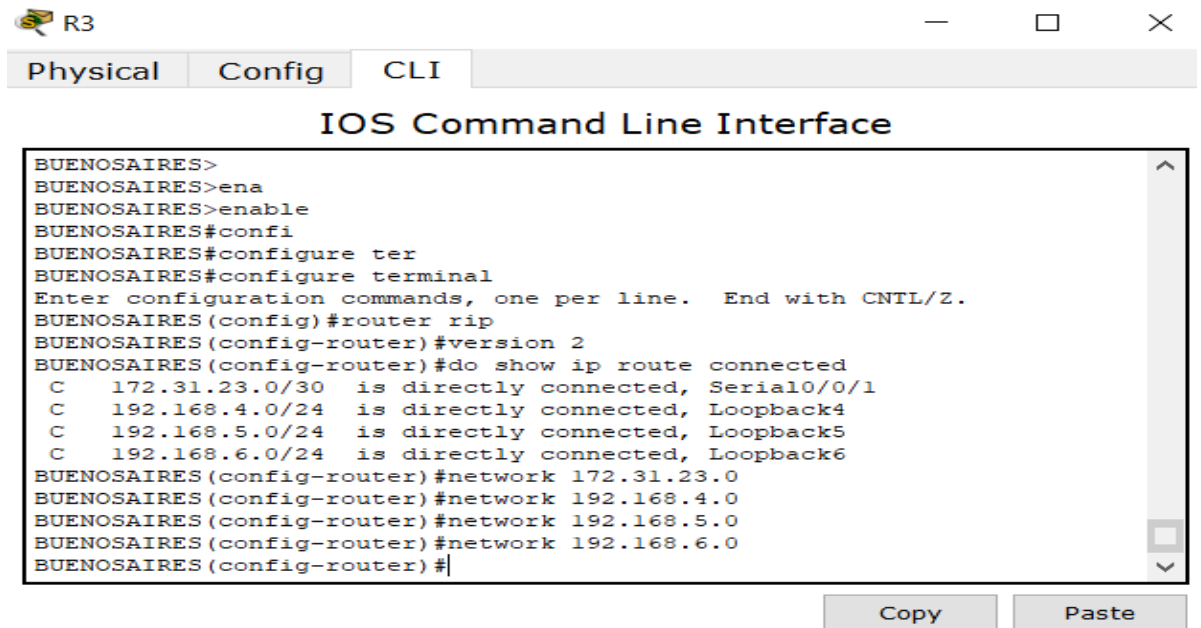 R3
Physical Config CLI
IOS Command Line Interface
BUENOSAIRES>
BUENOSAIRES>ena
BUENOSAIRES>enable
BUENOSAIRES#confi
BUENOSAIRES#configure ter
BUENOSAIRES#configure terminal
Enter configuration commands, one per line.  End with CNTL/Z.
BUENOSAIRES(config)#router rip
BUENOSAIRES(config-router)#version 2
BUENOSAIRES(config-router)#do show ip route connected
 C   172.31.23.0/30  is directly connected, Serial0/0/1
 C   192.168.4.0/24  is directly connected, Loopback4
 C   192.168.5.0/24  is directly connected, Loopback5
 C   192.168.6.0/24  is directly connected, Loopback6
BUENOSAIRES(config-router)#network 172.31.23.0
BUENOSAIRES(config-router)#network 192.168.4.0
BUENOSAIRES(config-router)#network 192.168.5.0
BUENOSAIRES(config-router)#network 192.168.6.0
BUENOSAIRES(config-router)#
Copy Paste